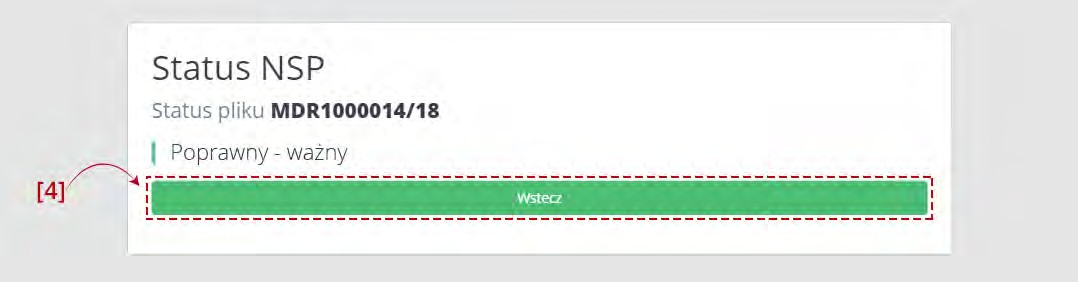 Status NSP
Status pliku MDR1000014/18
Poprawny - ważny
[4]
Wstecz